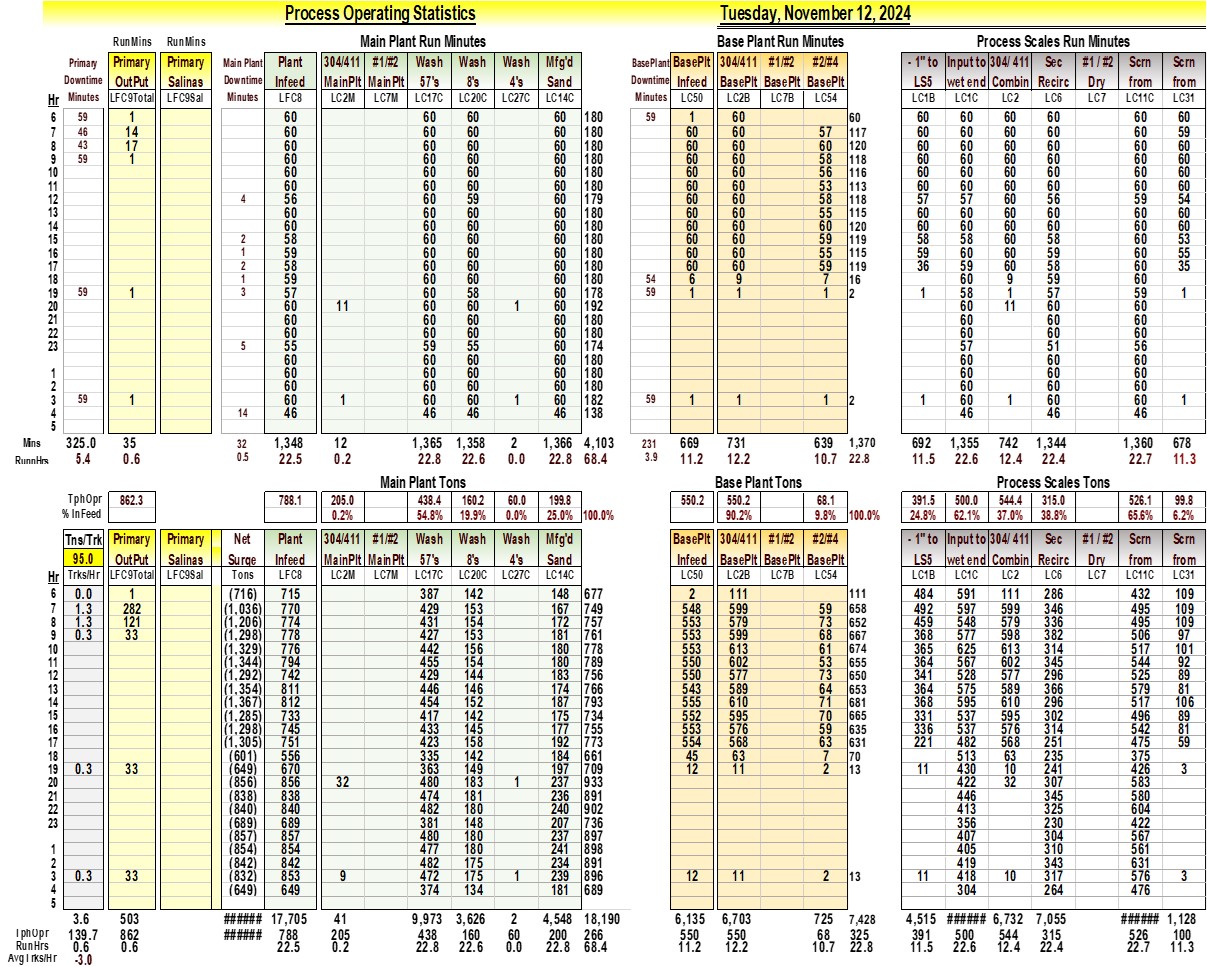 Process Operating Statistics Tuesday, November 12, 2024
RunMins RunMins Main Plant Run Minutes Base Plant Run Minutes Process Scales Run Minutes
Primary Primary Primary Main Plant Plant 304/411 #1/#2 Wash Wash Wash Mfg'd BasePlant BasePlt 304/411 #1/#2 #2/#4 - 1" to Input to 304/ 411 Sec #1 / #2 Scrn Scrn
Downtime OutPut Salinas Downtime Infeed MainPlt MainPlt 57's 8's 4's Sand Downtime Infeed BasePlt BasePlt BasePlt LS5 wet end Combin Recirc Dry from from
Hr Minutes LFC9Total LFC9Sal Minutes LFC8 LC2M LC7M LC17C LC20C LC27C LC14C Minutes LC50 LC2B LC7B LC54 LC1B LC1C LC2 LC6 LC7 LC11C LC31
6 59 1 60 60 60 60 180 59 1 60 60 60 60 60 60 60 60
7 46 14 60 60 60 60 180 60 60 57 117 60 60 60 60 60 59
8 43 17 60 60 60 60 180 60 60 60 120 60 60 60 60 60 60
9 59 1 60 60 60 60 180 60 60 58 118 60 60 60 60 60 60
10 60 60 60 60 180 60 60 56 116 60 60 60 60 60 60
11 60 60 60 60 180 60 60 53 113 60 60 60 60 60 60
12 4 56 60 59 60 179 60 60 58 118 57 57 60 56 59 54
13 60 60 60 60 180 60 60 55 115 60 60 60 60 60 60
14 60 60 60 60 180 60 60 60 120 60 60 60 60 60 60
15 2 58 60 60 60 180 60 60 59 119 58 58 60 58 60 53
16 1 59 60 60 60 180 60 60 55 115 59 60 60 59 60 55
17 2 58 60 60 60 180 60 60 59 119 36 59 60 58 60 35
18 1 59 60 60 60 180 54 6 9 7 16 60 9 59 60
19 59 1 3 57 60 58 60 178 59 1 1 1 2 1 58 1 57 59 1
20 60 11 60 60 1 60 192 60 11 60 60
21 60 60 60 60 180 60 60 60
22 60 60 60 60 180 60 60 60
23 5 55 59 55 60 174 57 51 56
60 60 60 60 180 60 60 60
1 60 60 60 60 180 60 60 60
2 60 60 60 60 180 60 60 60
3 59 1 60 1 60 60 1 60 182 59 1 1 1 2 1 60 1 60 60 1
4 14 46 46 46 46 138 46 46 46
5
Mins 325.0 35 32 1,348 12 1,365 1,358 2 1,366 4,103 231 669 731 639 1,370 692 1,355 742 1,344 1,360 678
RunnHrs 5.4 0.6 0.5 22.5 0.2 22.8 22.6 0.0 22.8 68.4 3.9 11.2 12.2 10.7 22.8 11.5 22.6 12.4 22.4 22.7 11.3
Main Plant Tons Base Plant Tons Process Scales Tons
TphOpr 862.3 788.1 205.0 438.4 160.2 60.0 199.8 550.2 550.2 68.1 391.5 500.0 544.4 315.0 526.1 99.8
% InFeed 0.2% 54.8% 19.9% 0.0% 25.0% 100.0% 90.2% 9.8% 100.0% 24.8% 62.1% 37.0% 38.8% 65.6% 6.2%
Tns/Trk Primary Primary Net Plant 304/411 #1/#2 Wash Wash Wash Mfg'd BasePlt 304/411 #1/#2 #2/#4 - 1" to Input to 304/ 411 Sec #1 / #2 Scrn Scrn
95.0 OutPut Salinas Surge Infeed MainPlt MainPlt 57's 8's 4's Sand Infeed BasePlt BasePlt BasePlt LS5 wet end Combin Recirc Dry from from
Hr Trks/Hr LFC9Total LFC9Sal Tons LFC8 LC2M LC7M LC17C LC20C LC27C LC14C LC50 LC2B LC7B LC54 LC1B LC1C LC2 LC6 LC7 LC11C LC31
6 0.0 1 (716) 715 387 142 148 677 2 111 111 484 591 111 286 432 109
7 1.3 282 (1,036) 770 429 153 167 749 548 599 59 658 492 597 599 346 495 109
8 1.3 121 (1,206) 774 431 154 172 757 553 579 73 652 459 548 579 336 495 109
9 0.3 33 (1,298) 778 427 153 181 761 553 599 68 667 368 577 598 382 506 97
10 (1,329) 776 442 156 180 778 553 613 61 674 365 625 613 314 517 101
11 (1,344) 794 455 154 180 789 550 602 53 655 364 567 602 345 544 92
12 (1,292) 742 429 144 183 756 550 577 73 650 341 528 577 296 525 89
13 (1,354) 811 446 146 174 766 543 589 64 653 364 575 589 366 579 81
14 (1,367) 812 454 152 187 793 555 610 71 681 368 595 610 296 517 106
15 (1,285) 733 417 142 175 734 552 595 70 665 331 537 595 302 496 89
16 (1,298) 745 433 145 177 755 553 576 59 635 336 537 576 314 542 81
17 (1,305) 751 423 158 192 773 554 568 63 631 221 482 568 251 475 59
18 (601) 556 335 142 184 661 45 63 7 70 513 63 235 375
19 0.3 33 (649) 670 363 149 197 709 12 11 2 13 11 430 10 241 426 3
20 (856) 856 32 480 183 1 237 933 422 32 307 583
21 (838) 838 474 181 236 891 446 345 580
22 (840) 840 482 180 240 902 413 325 604
23 (689) 689 381 148 207 736 356 230 422
(857) 857 480 180 237 897 407 304 567
1 (854) 854 477 180 241 898 405 310 561
2 (842) 842 482 175 234 891 419 343 631
3 0.3 33 (832) 853 9 472 175 1 239 896 12 11 2 13 11 418 10 317 576 3
4 (649) 649 374 134 181 689 304 264 476
5
3.6 503 ###### 17,705 41 9,973 3,626 2 4,548 18,190 6,135 6,703 725 7,428 4,515 ###### 6,732 7,055 ###### 1,128
TphOpr 139.7 862 ###### 788 205 438 160 60 200 266 550 550 68 325 391 500 544 315 526 100
RunHrs 0.6 0.6 22.5 0.2 22.8 22.6 0.0 22.8 68.4 11.2 12.2 10.7 22.8 11.5 22.6 12.4 22.4 22.7 11.3
AvgTrks/Hr -3.0